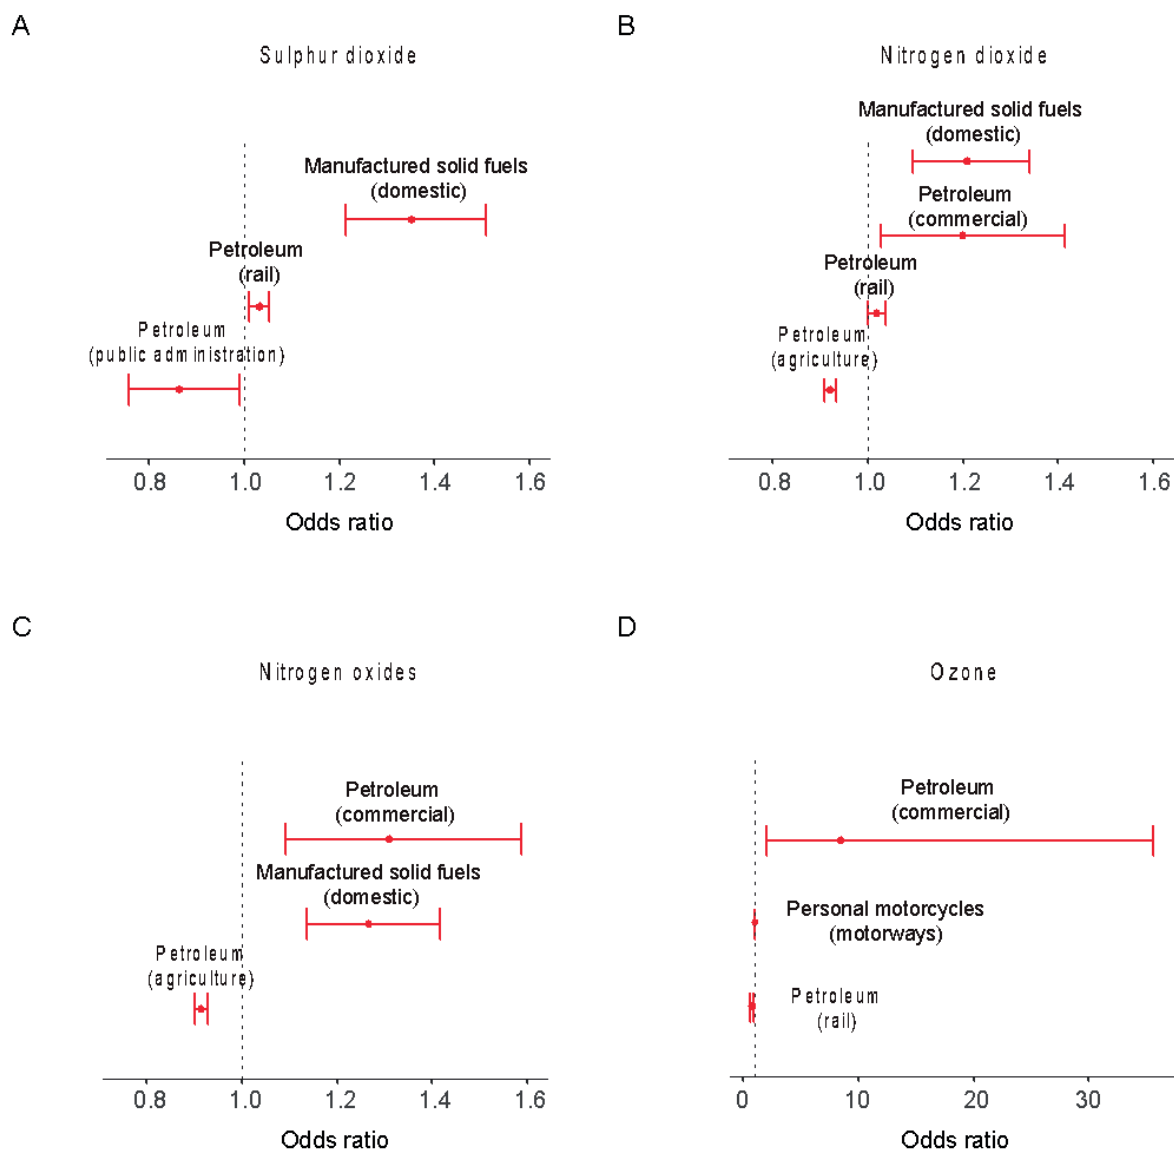 A
Sulphur dioxide
Manufactured solid fuels
(domestic)
Petroleum
(rail)
Petroleum
(public administration)
0.8 1.0 1.2 1.4 1.6
Odds ratio
B
Nitrogen dioxide
Manufactured solid fuels
(domestic)
Petroleum
(commercial)
Petroleum
(rail)
Petroleum
(agriculture)
0.8 1.0 1.2 1.4 1.6
Odds ratio
C
Nitrogen oxides
Petroleum
(commercial)
Manufactured solid fuels
(domestic)
Petroleum
(agriculture)
0.8 1.0 1.2 1.4 1.6
Odds ratio
D
Ozone
Petroleum
(commercial)
Personal motorcycles
(motorways)
Petroleum
(rail)
0 10 20 30
Odds ratio